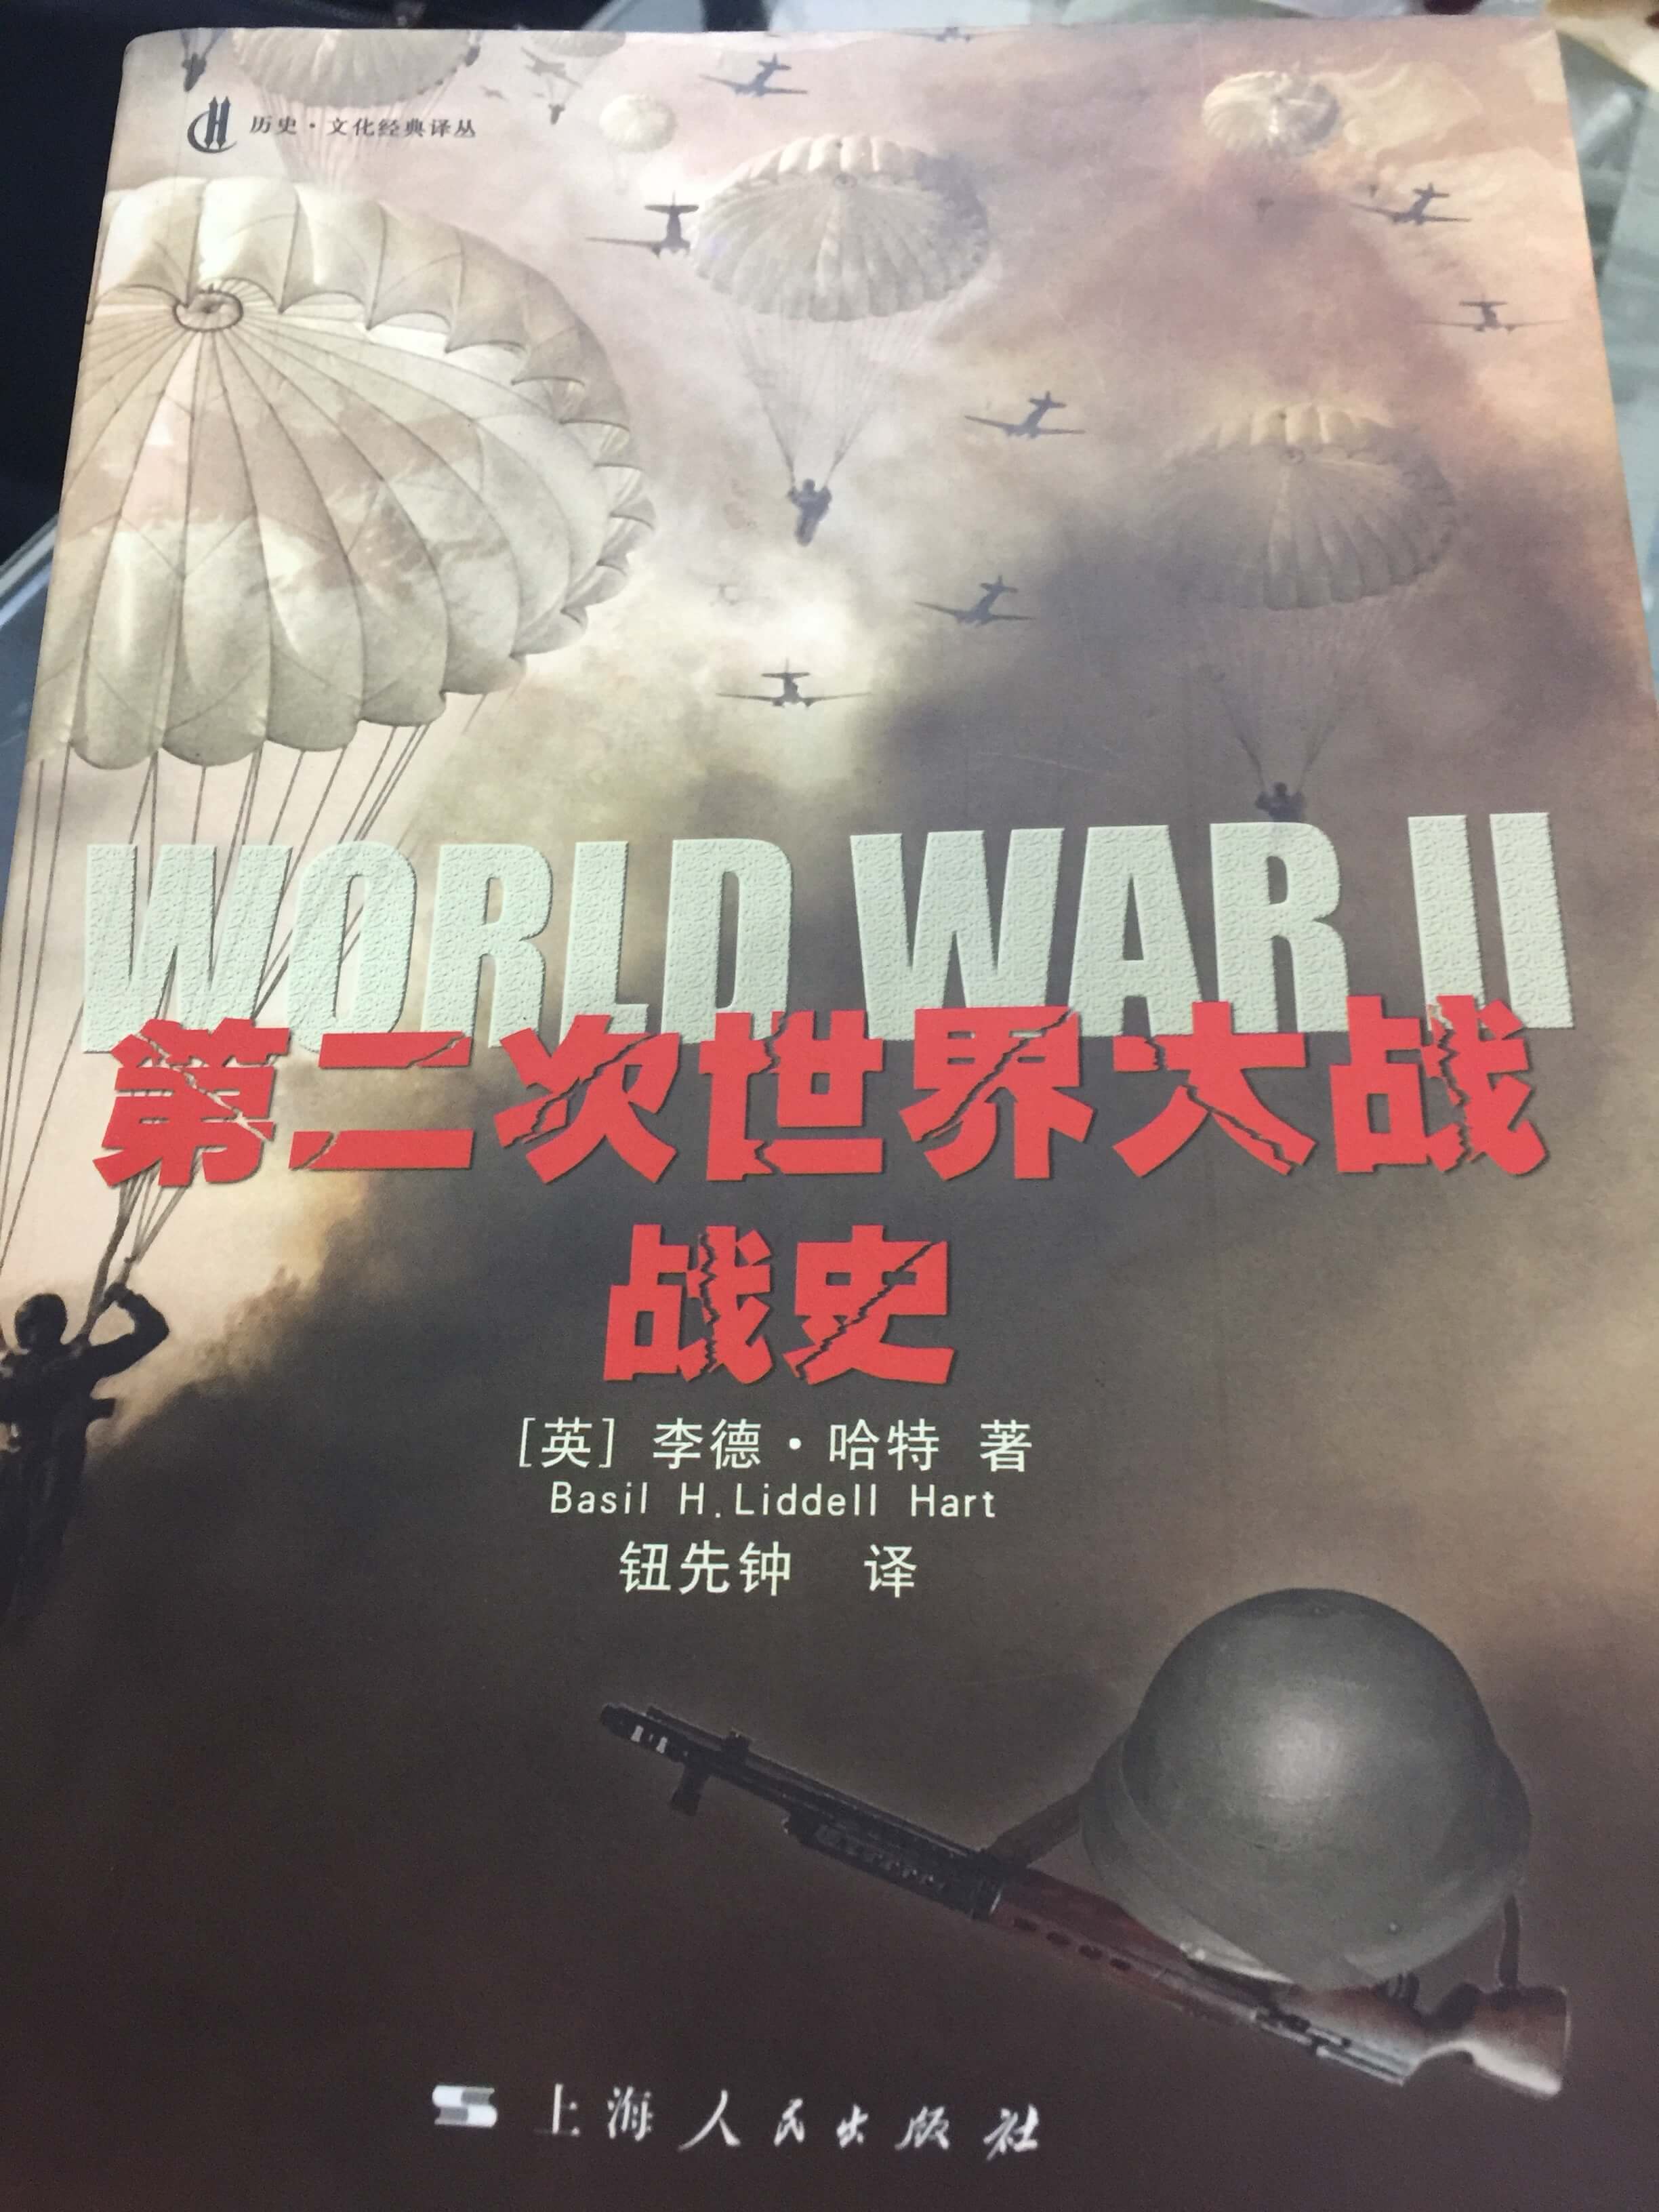 历史·文化经典译丛
WORLD WAR II
第二次世界大战
战史
[英] 李德·哈特 著
Basil H.Liddell Hart
钮先钟 译
上海人民出版社